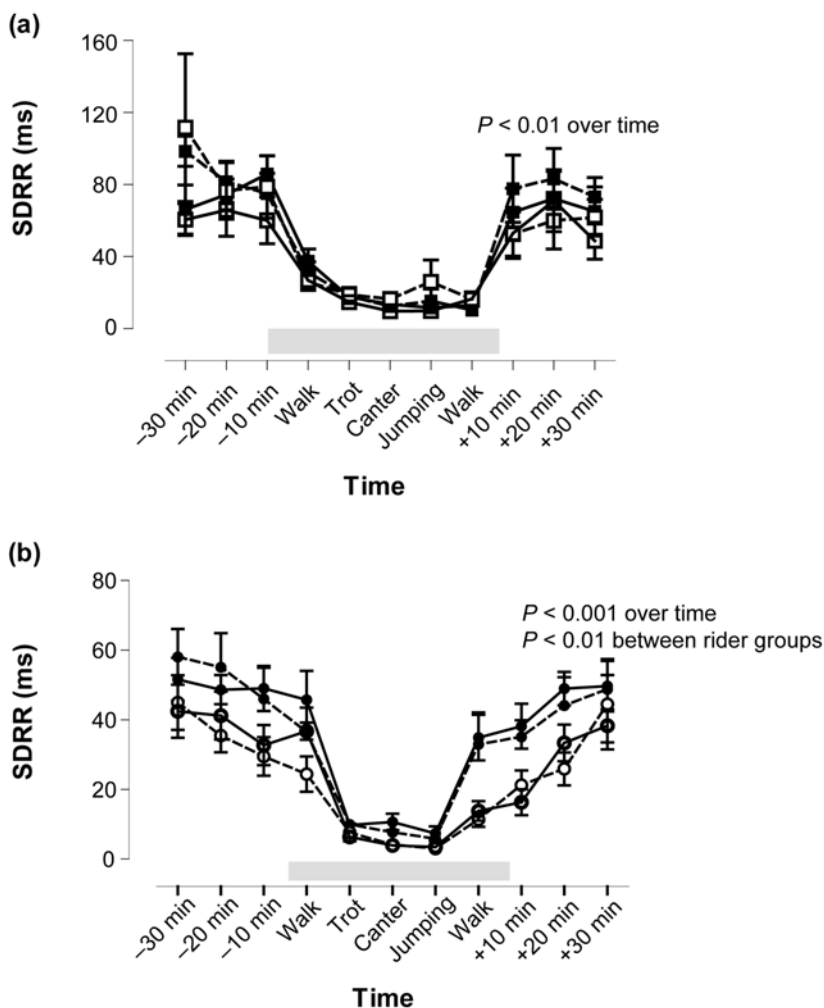 (a)
160
120
80
40
0
SDRR (ms)
P < 0.01 over time
–30 min
–20 min
–10 min
Walk
Trot
Canter
Jumping
Walk
+10 min
+20 min
+30 min
Time
(b)
80
60
40
20
0
SDRR (ms)
P < 0.001 over time
P < 0.01 between rider groups
–30 min
–20 min
–10 min
Walk
Trot
Canter
Jumping
Walk
+10 min
+20 min
+30 min
Time